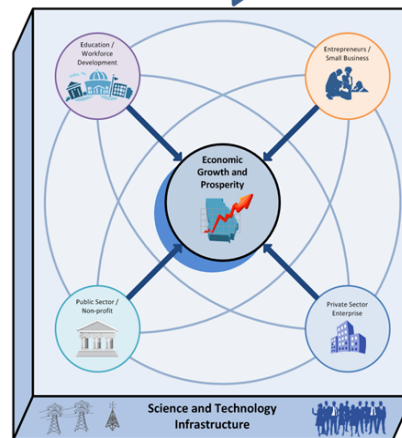 Education /
Workforce
Development
Entrepreneurs /
Small Business
Economic
Growth and
Prosperity
Public Sector /
Non-profit
Private Sector
Enterprise
Science and Technology
Infrastructure